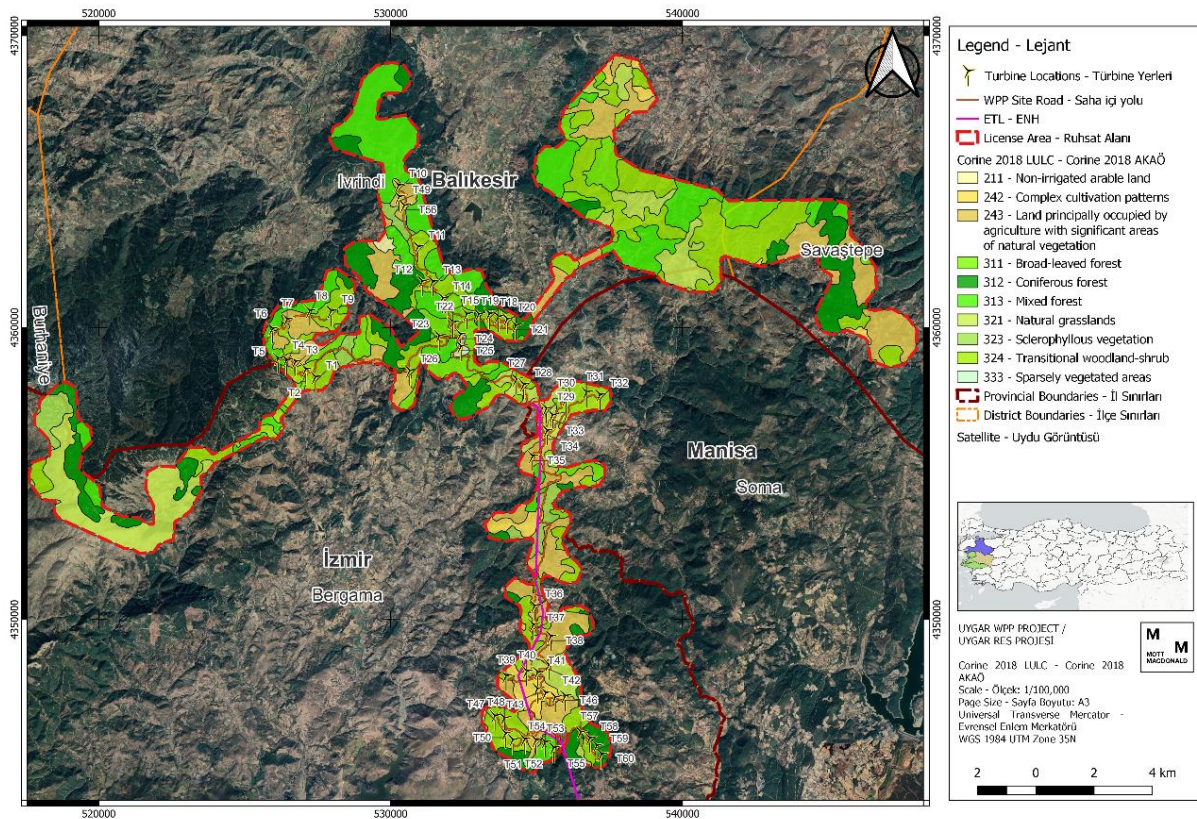 520000
530000
540000
4370000
4370000
Ivrindi
Balıkesir
T10
T49
T56
T11
T12
T13
T14
Savaştepe
T7
T8
T9
T22
T15
T19
T18
T20
T6
T23
T21
4360000
4360000
T24
T5
T4
T3
T25
T26
T1
T27
T2
T28
Burhaniye
T30
T31
T32
T29
T33
T34
T35
Manisa
Soma
İzmir
Bergama
T36
T37
4350000
4350000
T38
T40
T39
T41
T42
T47
T48
T43
T46
T57
T54
T58
T50
T53
T59
T51
T52
T55
T60
520000
530000
540000
Legend - Lejant
Turbine Locations - Türbine Yerleri
WPP Site Road - Saha içi yolu
ETL - ENH
License Area - Ruhsat Alanı
Corine 2018 LULC - Corine 2018 AKAÖ
211 - Non-irrigated arable land
242 - Complex cultivation patterns
243 - Land principally occupied by
agriculture with significant areas
of natural vegetation
311 - Broad-leaved forest
312 - Coniferous forest
313 - Mixed forest
321 - Natural grasslands
323 - Sclerophyllous vegetation
324 - Transitional woodland-shrub
333 - Sparsely vegetated areas
Provincial Boundaries - İl Sınırları
District Boundaries - İlçe Sınırları
Satellite - Uydu Görüntüsü
UYGAR WPP PROJECT /
UYGAR RES PROJESİ
M
M
MOTT
MACDONALD
Corine 2018 LULC - Corine 2018
AKAÖ
Scale - Ölçek: 1/100,000
Page Size - Sayfa Boyutu: A3
Universal Transverse Mercator -
Evrensel Enlem Merkatörü
WGS 1984 UTM Zone 35N
2 0 2 4 km